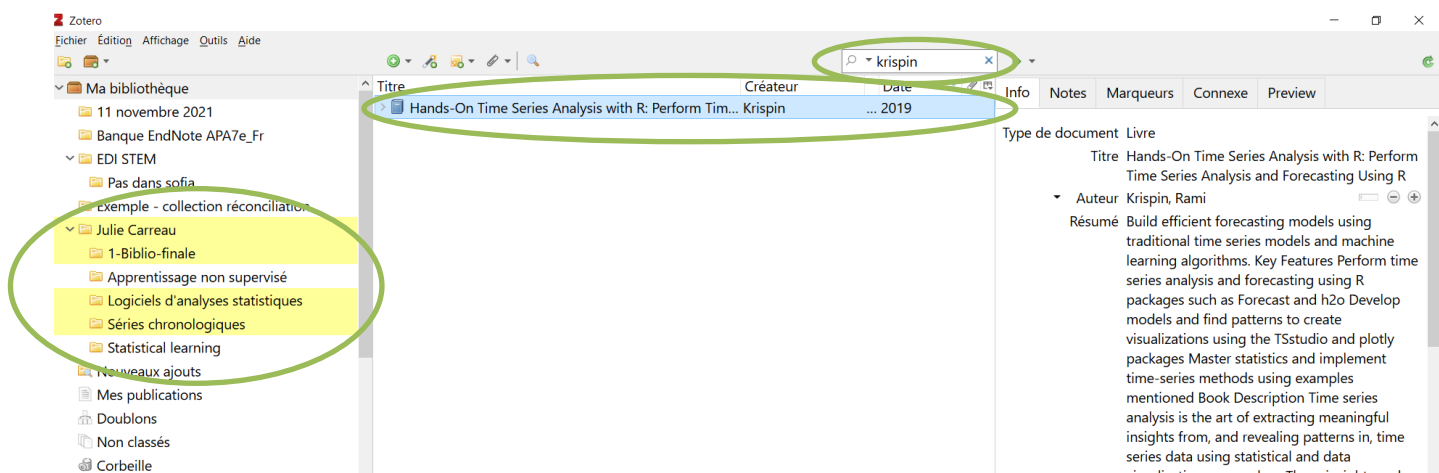 Zotero
Fichier Édition Affichage Outils Aide
krispin
Ma bibliothèque
11 novembre 2021
Banque EndNote APA7e_Fr
EDI STEM
Pas dans sofia
Exemple - collection réconciliation
Julie Carreau
1-Biblio-finale
Apprentissage non supervisé
Logiciels d'analyses statistiques
Séries chronologiques
Statistical learning
Nouveaux ajouts
Mes publications
Doublons
Non classés
Corbeille
Titre Créateur Date
Hands-On Time Series Analysis with R: Perform Tim... Krispin ... 2019
Info Notes Marqueurs Connexe Preview
Type de document Livre
Titre Hands-On Time Series Analysis with R: Perform
Time Series Analysis and Forecasting Using R
Auteur Krispin, Rami
Résumé Build efficient forecasting models using
traditional time series models and machine
learning algorithms. Key Features Perform time
series analysis and forecasting using R
packages such as Forecast and h2o Develop
models and find patterns to create
visualizations using the TSstudio and plotly
packages Master statistics and implement
time-series methods using examples
mentioned Book Description Time series
analysis is the art of extracting meaningful
insights from, and revealing patterns in, time
series data using statistical and data